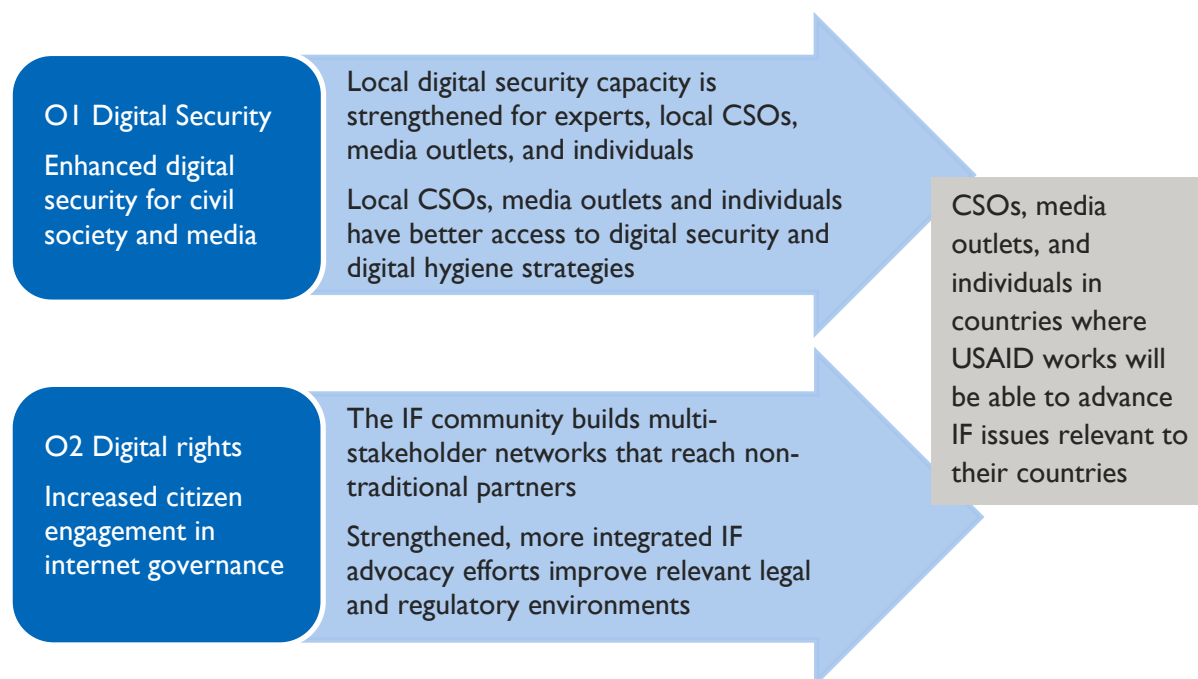 O1 Digital Security
Enhanced digital
security for civil
society and media
Local digital security capacity is
strengthened for experts, local CSOs,
media outlets, and individuals
Local CSOs, media outlets and individuals
have better access to digital security and
digital hygiene strategies
O2 Digital rights
Increased citizen
engagement in
internet governance
The IF community builds multi-
stakeholder networks that reach non-
traditional partners
Strengthened, more integrated IF
advocacy efforts improve relevant legal
and regulatory environments
CSOs, media
outlets, and
individuals in
countries where
USAID works will
be able to advance
IF issues relevant to
their countries